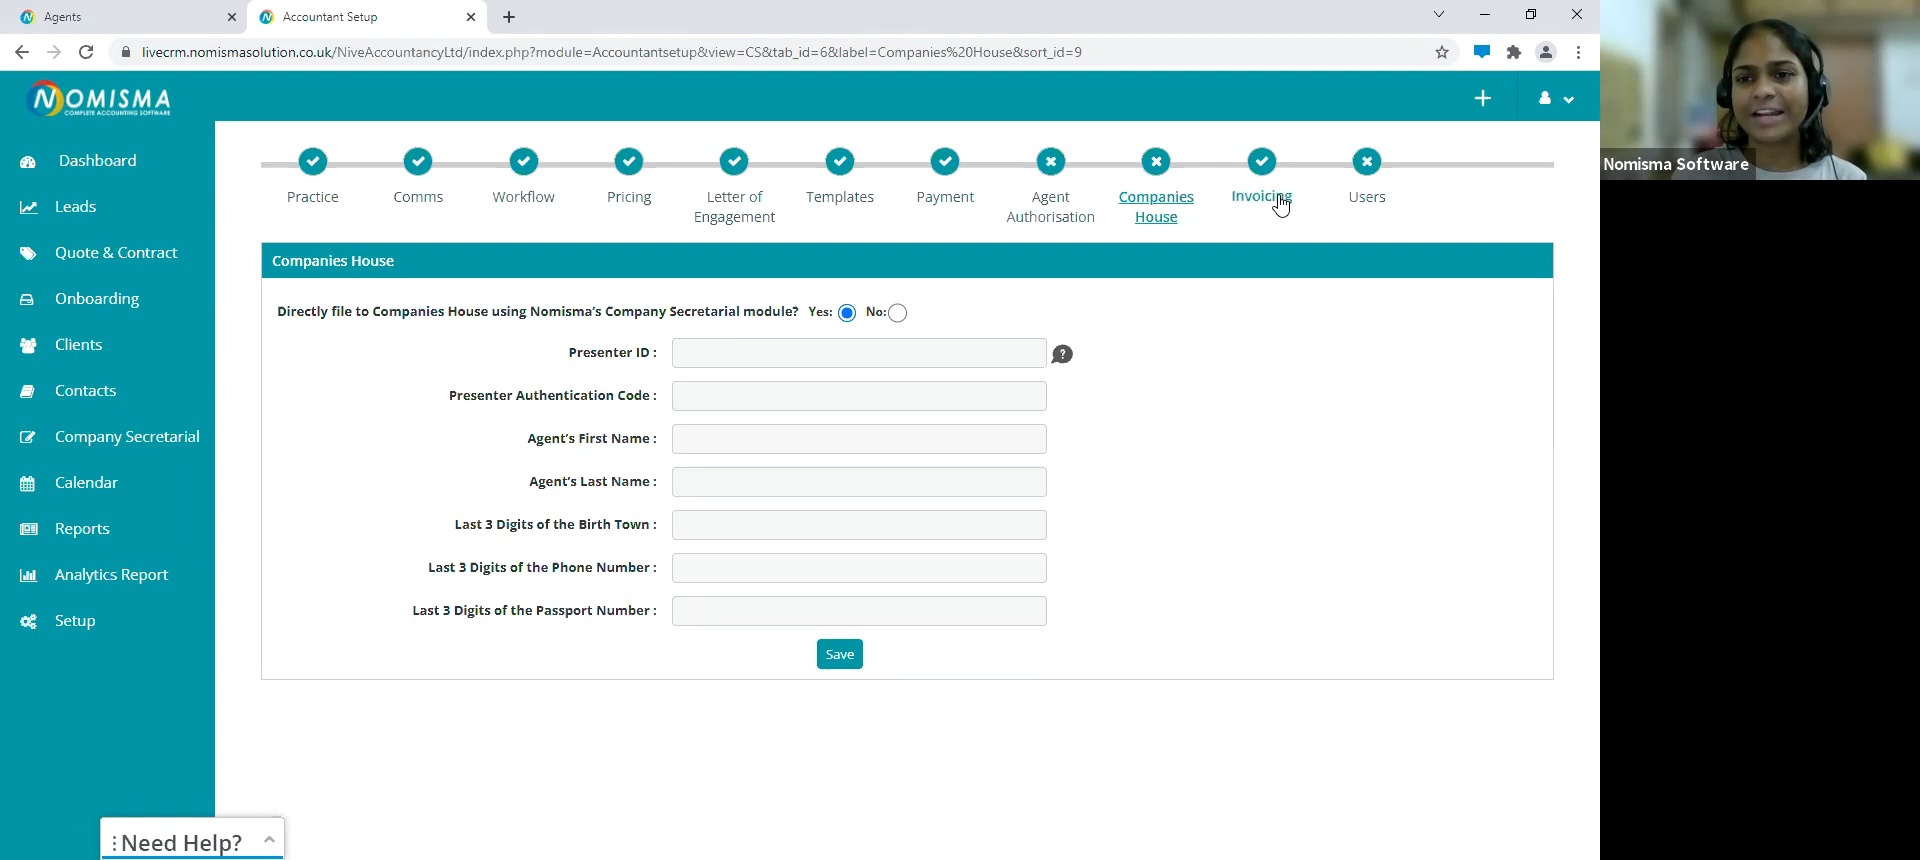 Agents
Accountant Setup
livecrm.nomismasolution.co.uk/NiveAccountancyLtd/index.php?module=Accountantsetup&view=CS&tab_id=6&label=Companies%20House&sort_id=9
NOMISMA
COMPLETE ACCOUNTING SOFTWARE
Dashboard
Leads
Quote & Contract
Onboarding
Clients
Contacts
Company Secretarial
Calendar
Reports
Analytics Report
Setup
Practice
Comms
Workflow
Pricing
Letter of
Engagement
Templates
Payment
Agent
Authorisation
Companies
House
Invoicing
Users
Companies House
Directly file to Companies House using Nomisma's Company Secretarial module? Yes: No:
Presenter ID :
?
Presenter Authentication Code :
Agent's First Name :
Agent's Last Name :
Last 3 Digits of the Birth Town :
Last 3 Digits of the Phone Number :
Last 3 Digits of the Passport Number :
Save
Need Help?
Nomisma Software